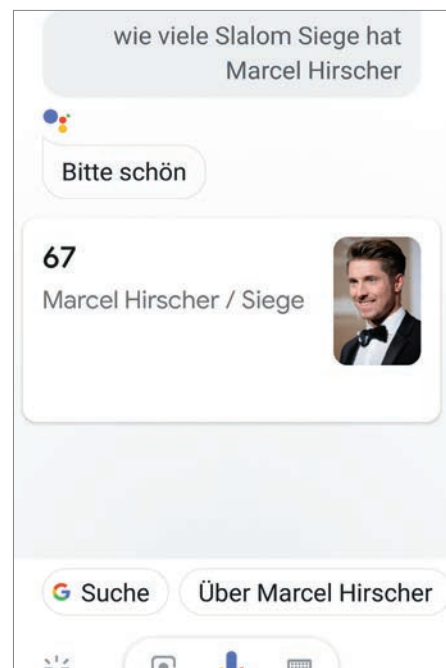 wie viele Slalom Siege hat
Marcel Hirscher
Bitte schön
67
Marcel Hirscher / Siege
Suche
Über Marcel Hirscher